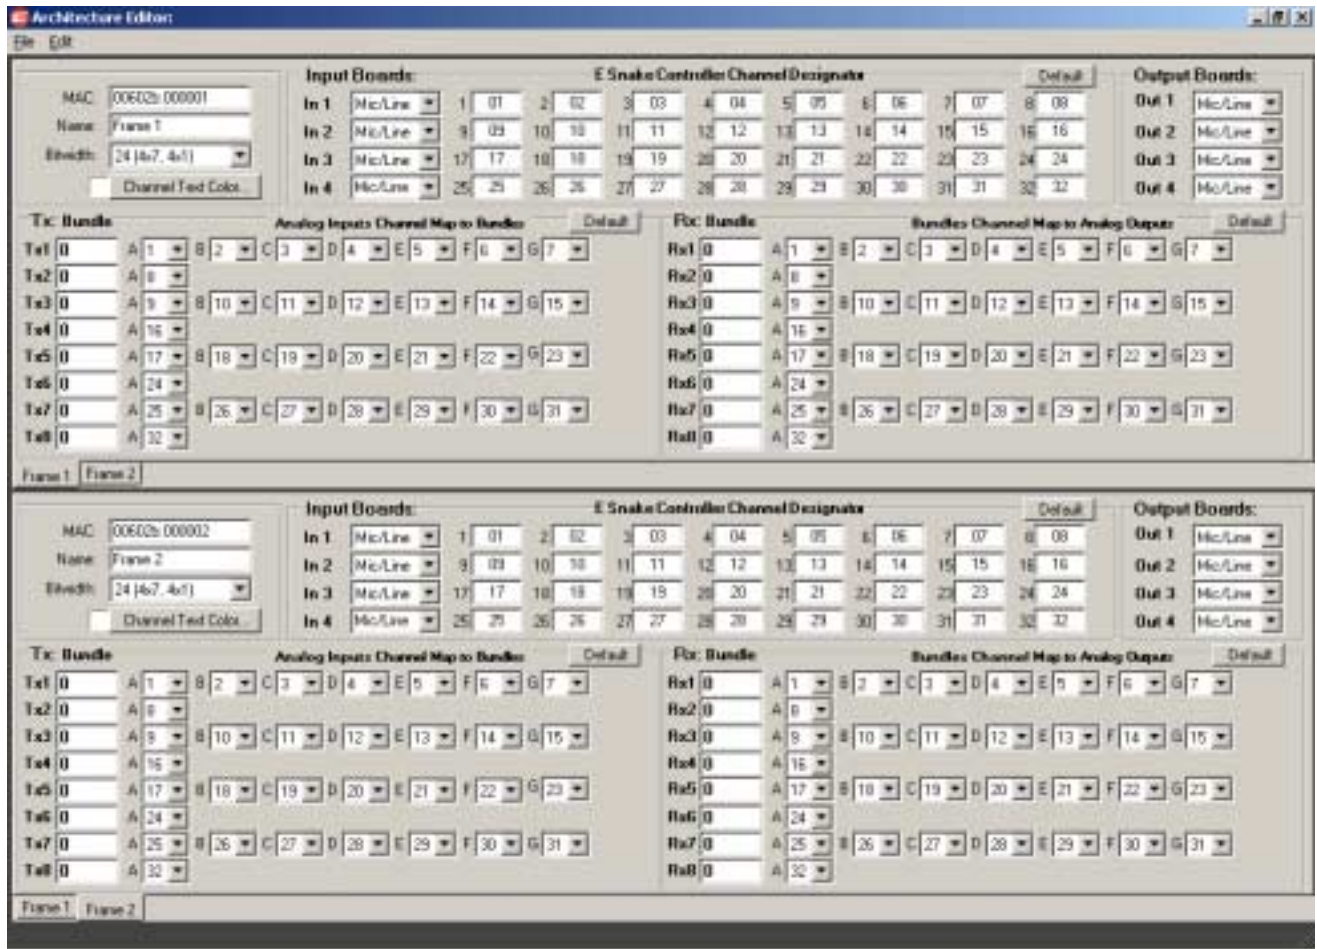 Architecture Editor:
File Edit
Input Boards: E Snake Controller Channel Designator Default Output Boards:
MAC: 00602b 000001
Name: Frame 1
Bitwidth: 24 (4x7, 4x1)
Channel Text Color...
In 1 Mic/Line 1 01 2 02 3 03 4 04 5 05 6 06 7 07 8 08 Out 1 Mic/Line
In 2 Mic/Line 9 09 10 10 11 11 12 12 13 13 14 14 15 15 16 16 Out 2 Mic/Line
In 3 Mic/Line 17 17 18 18 19 19 20 20 21 21 22 22 23 23 24 24 Out 3 Mic/Line
In 4 Mic/Line 25 25 26 26 27 27 28 28 29 29 30 30 31 31 32 32 Out 4 Mic/Line
Tx: Bundle Analog Inputs Channel Map to Bundles Default
Tx1 0 A 1 B 2 C 3 D 4 E 5 F 6 G 7
Tx2 0 A 8
Tx3 0 A 9 B 10 C 11 D 12 E 13 F 14 G 15
Tx4 0 A 16
Tx5 0 A 17 B 18 C 19 D 20 E 21 F 22 G 23
Tx6 0 A 24
Tx7 0 A 25 B 26 C 27 D 28 E 29 F 30 G 31
Tx8 0 A 32
Rx: Bundle Bundles Channel Map to Analog Outputs Default
Rx1 0 A 1 B 2 C 3 D 4 E 5 F 6 G 7
Rx2 0 A 8
Rx3 0 A 9 B 10 C 11 D 12 E 13 F 14 G 15
Rx4 0 A 16
Rx5 0 A 17 B 18 C 19 D 20 E 21 F 22 G 23
Rx6 0 A 24
Rx7 0 A 25 B 26 C 27 D 28 E 29 F 30 G 31
Rx8 0 A 32
Frame 1 Frame 2
Input Boards: E Snake Controller Channel Designator Default Output Boards:
MAC: 00602b 000002
Name: Frame 2
Bitwidth: 24 (4x7, 4x1)
Channel Text Color...
In 1 Mic/Line 1 01 2 02 3 03 4 04 5 05 6 06 7 07 8 08 Out 1 Mic/Line
In 2 Mic/Line 9 09 10 10 11 11 12 12 13 13 14 14 15 15 16 16 Out 2 Mic/Line
In 3 Mic/Line 17 17 18 18 19 19 20 20 21 21 22 22 23 23 24 24 Out 3 Mic/Line
In 4 Mic/Line 25 25 26 26 27 27 28 28 29 29 30 30 31 31 32 32 Out 4 Mic/Line
Tx: Bundle Analog Inputs Channel Map to Bundles Default
Tx1 0 A 1 B 2 C 3 D 4 E 5 F 6 G 7
Tx2 0 A 8
Tx3 0 A 9 B 10 C 11 D 12 E 13 F 14 G 15
Tx4 0 A 16
Tx5 0 A 17 B 18 C 19 D 20 E 21 F 22 G 23
Tx6 0 A 24
Tx7 0 A 25 B 26 C 27 D 28 E 29 F 30 G 31
Tx8 0 A 32
Rx: Bundle Bundles Channel Map to Analog Outputs Default
Rx1 0 A 1 B 2 C 3 D 4 E 5 F 6 G 7
Rx2 0 A 8
Rx3 0 A 9 B 10 C 11 D 12 E 13 F 14 G 15
Rx4 0 A 16
Rx5 0 A 17 B 18 C 19 D 20 E 21 F 22 G 23
Rx6 0 A 24
Rx7 0 A 25 B 26 C 27 D 28 E 29 F 30 G 31
Rx8 0 A 32
Frame 1 Frame 2